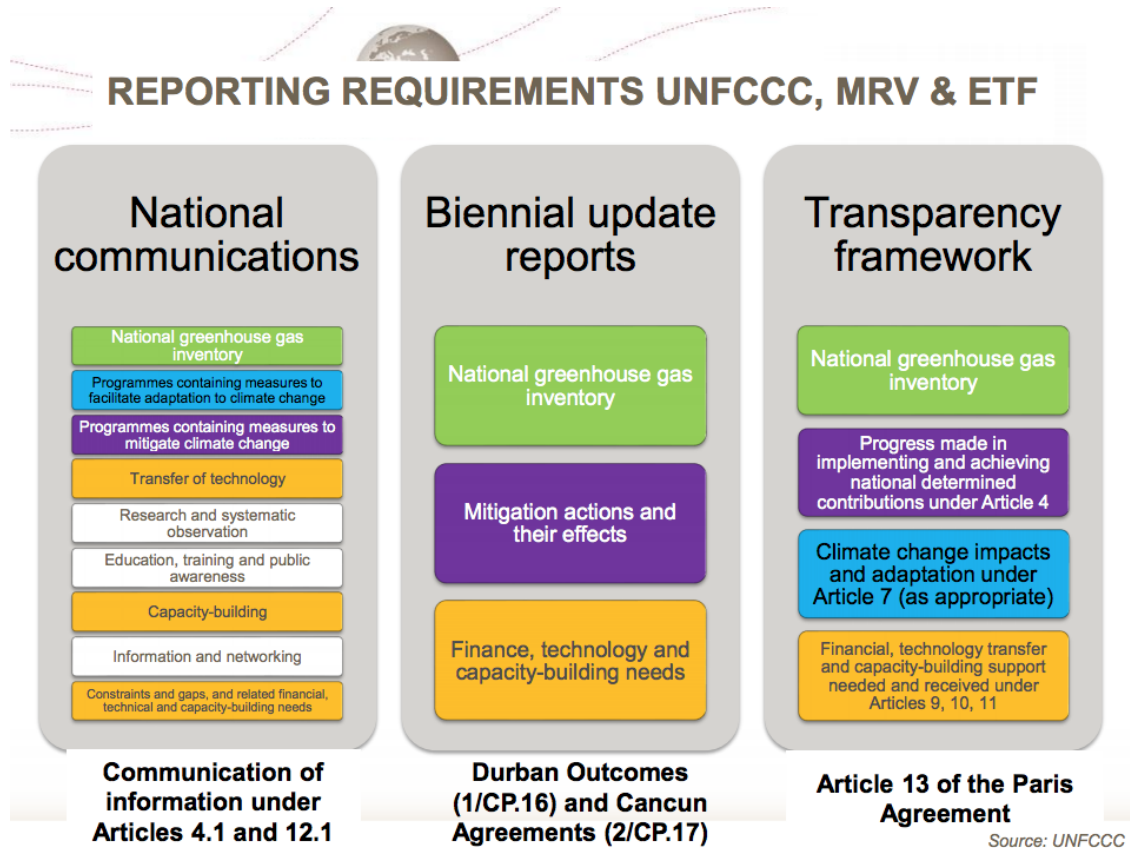 REPORTING REQUIREMENTS UNFCCC, MRV & ETF
National
communications
National greenhouse gas
inventory
Programmes containing measures to
facilitate adaptation to climate change
Programmes containing measures to
mitigate climate change
Transfer of technology
Research and systematic
observation
Education, training and public
awareness
Capacity-building
Information and networking
Constraints and gaps, and related financial,
technical and capacity-building needs
Communication of
information under
Articles 4.1 and 12.1
Biennial update
reports
National greenhouse gas
inventory
Mitigation actions and
their effects
Finance, technology and
capacity-building needs
Durban Outcomes
(1/CP.16) and Cancun
Agreements (2/CP.17)
Transparency
framework
National greenhouse gas
inventory
Progress made in
implementing and achieving
national determined
contributions under Article 4
Climate change impacts
and adaptation under
Article 7 (as appropriate)
Financial, technology transfer
and capacity-building support
needed and received under
Articles 9, 10, 11
Article 13 of the Paris
Agreement
Source: UNFCCC